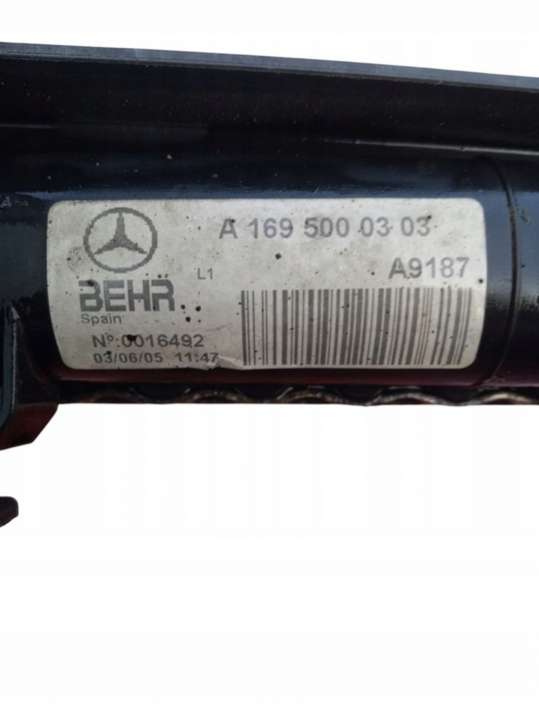 A 169 500 03 03
L1
A9187
BEHR
Spain
Nº:0016492
03/06/05 11:47